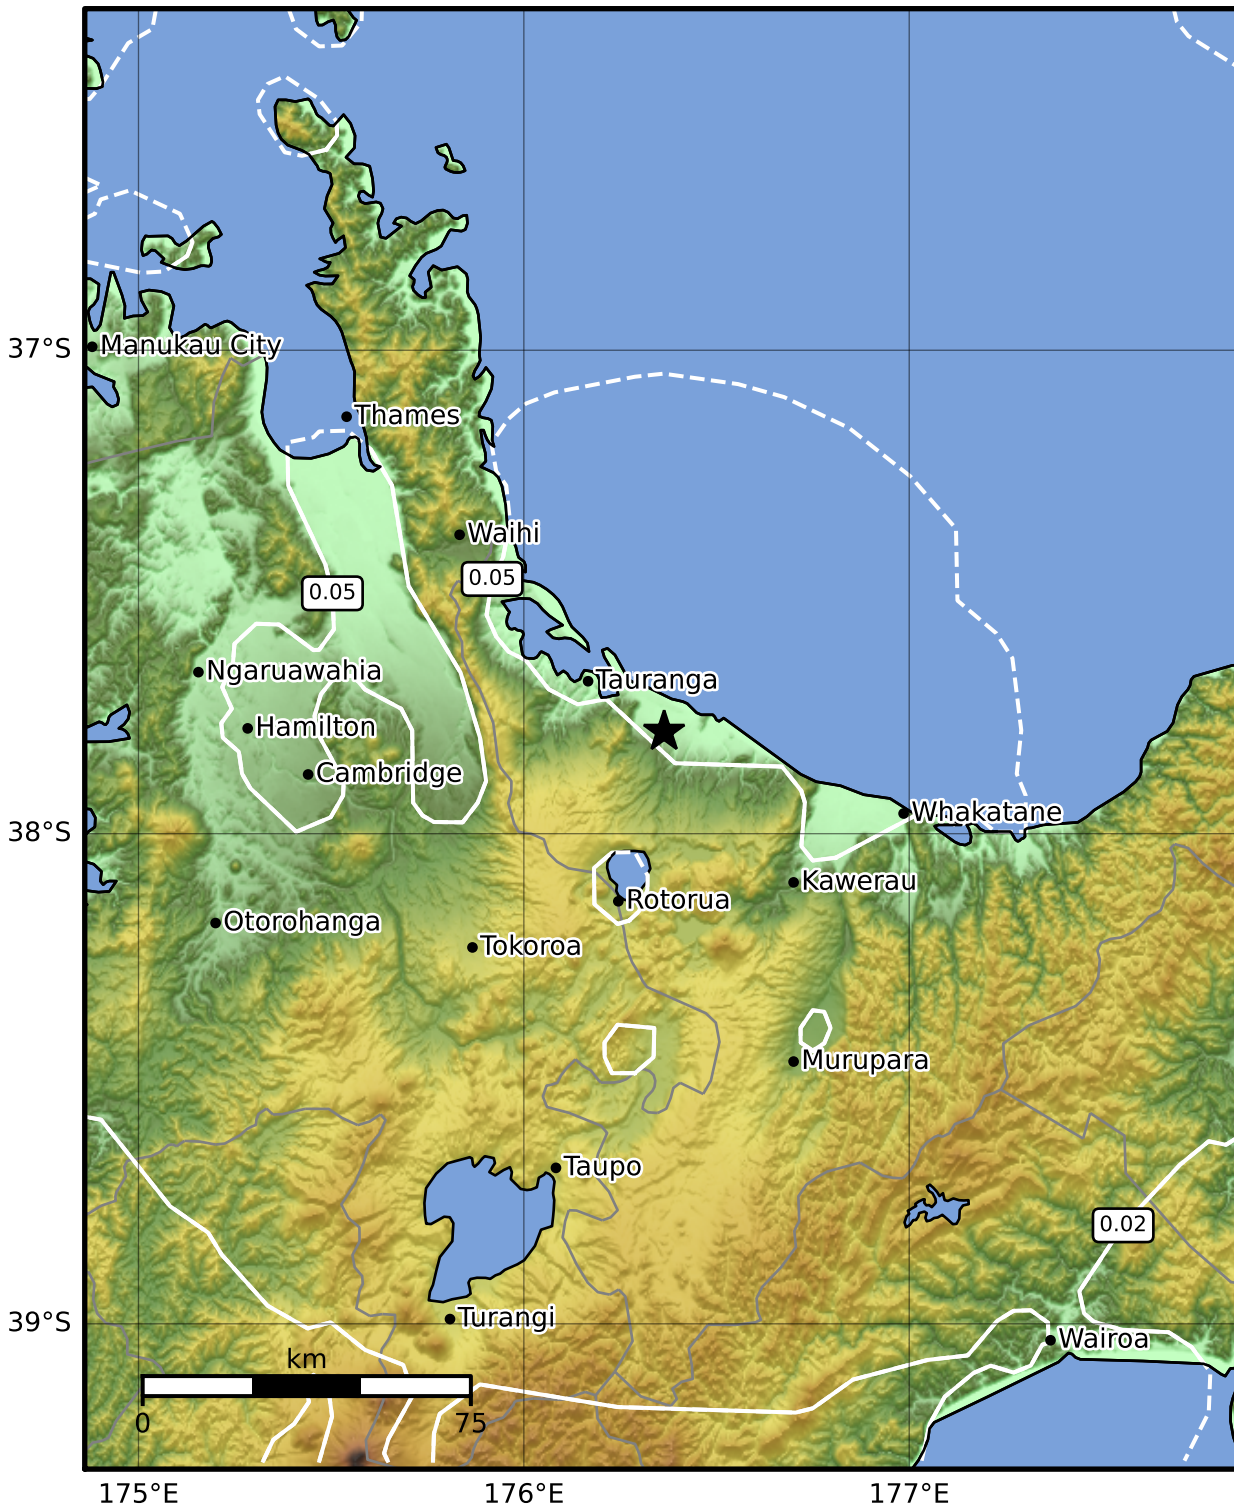 37°S
Manukau City
Thames
Waihi
0.05
0.05
Ngaruawahia
Tauranga
Hamilton
Cambridge
Whakatane
38°S
Kawerau
Rotorua
Otorohanga
Tokoroa
Murupara
Taupo
0.02
39°S
Turangi
Wairoa
km
0
75
175°E
176°E
177°E